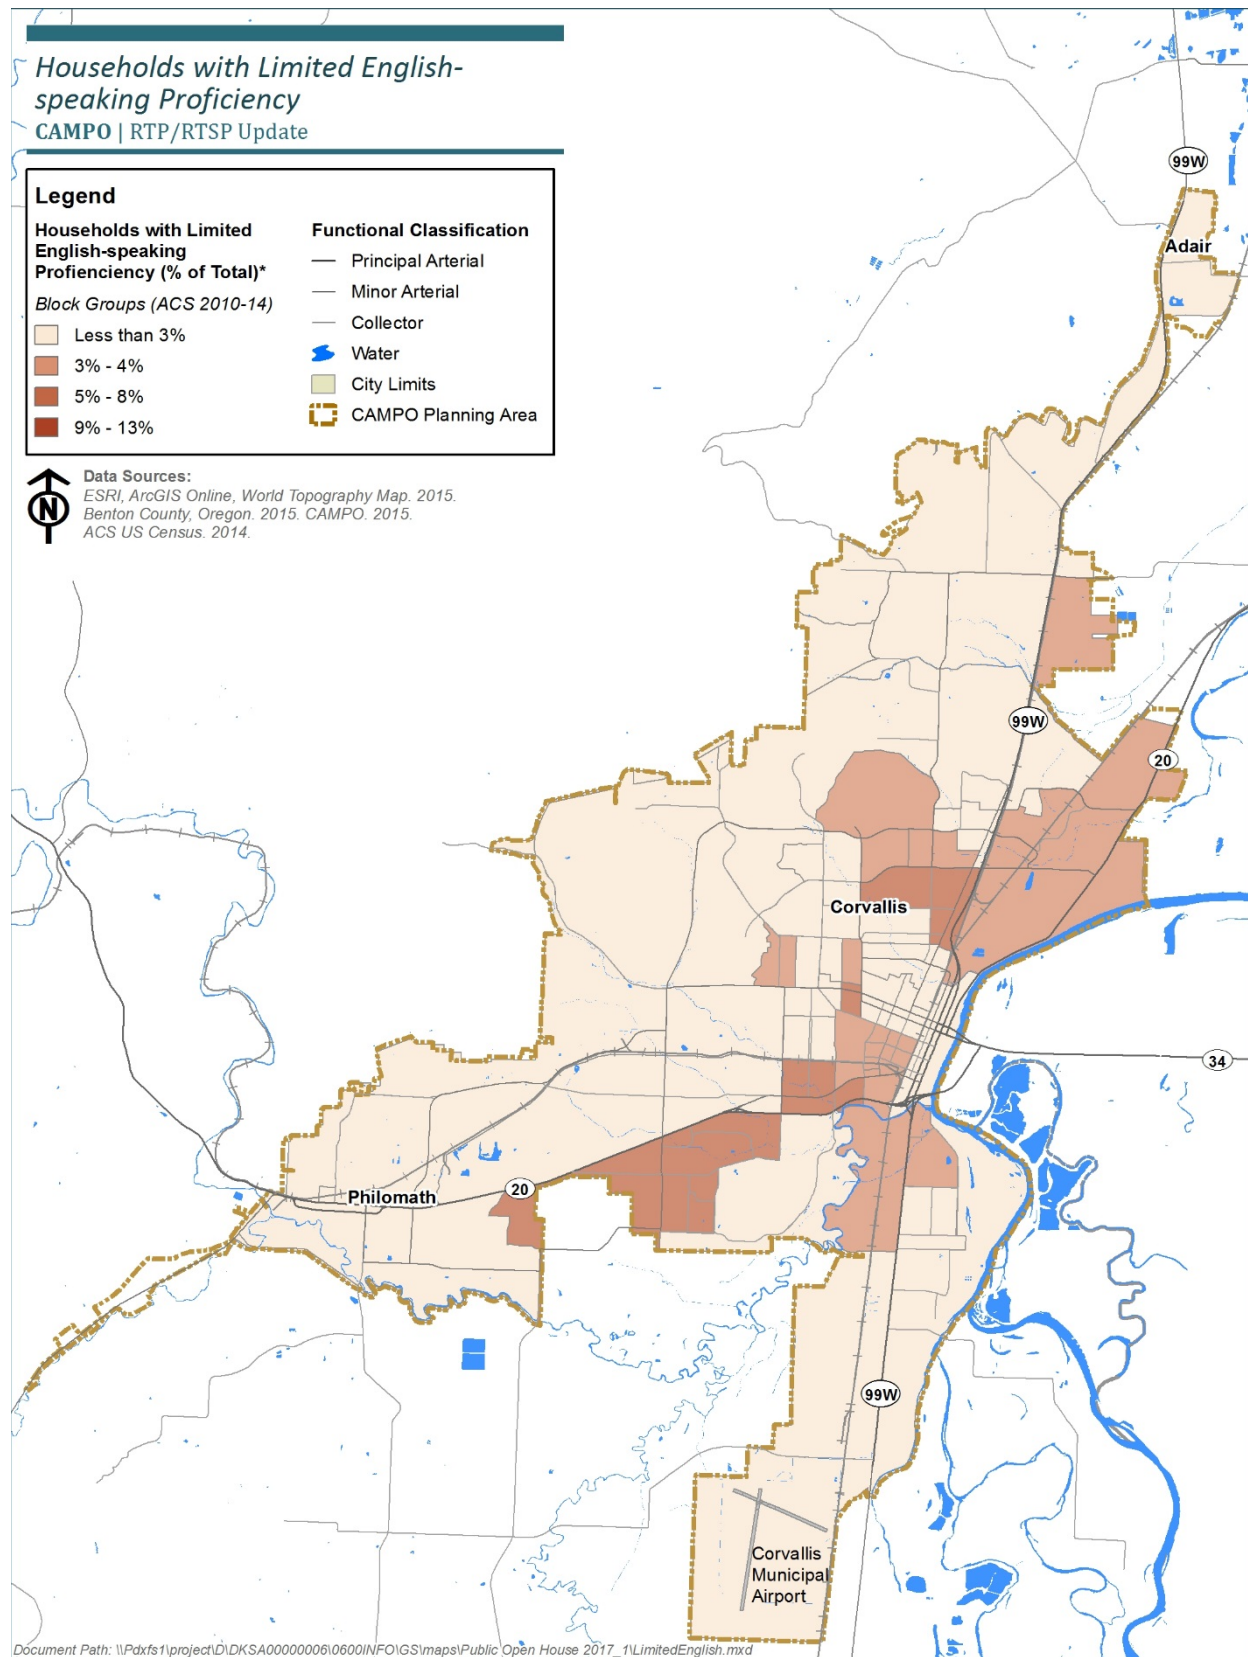 Households with Limited English-
speaking Proficiency
CAMPO | RTP/RTSP Update
Legend
Households with Limited
English-speaking
Profienciency (% of Total)*
Block Groups (ACS 2010-14)
Less than 3%
3% - 4%
5% - 8%
9% - 13%
Functional Classification
Principal Arterial
Minor Arterial
Collector
Water
City Limits
CAMPO Planning Area
N
Data Sources:
ESRI, ArcGIS Online, World Topography Map. 2015.
Benton County, Oregon. 2015. CAMPO. 2015.
ACS US Census. 2014.
99W
Adair
99W
20
Corvallis
34
20
Philomath
99W
Corvallis
Municipal
Airport
Document Path: \\Pdxfs1\project\D\DKSA00000006\0600INFO\GS\maps\Public Open House 2017_1\LimitedEnglish.mxd